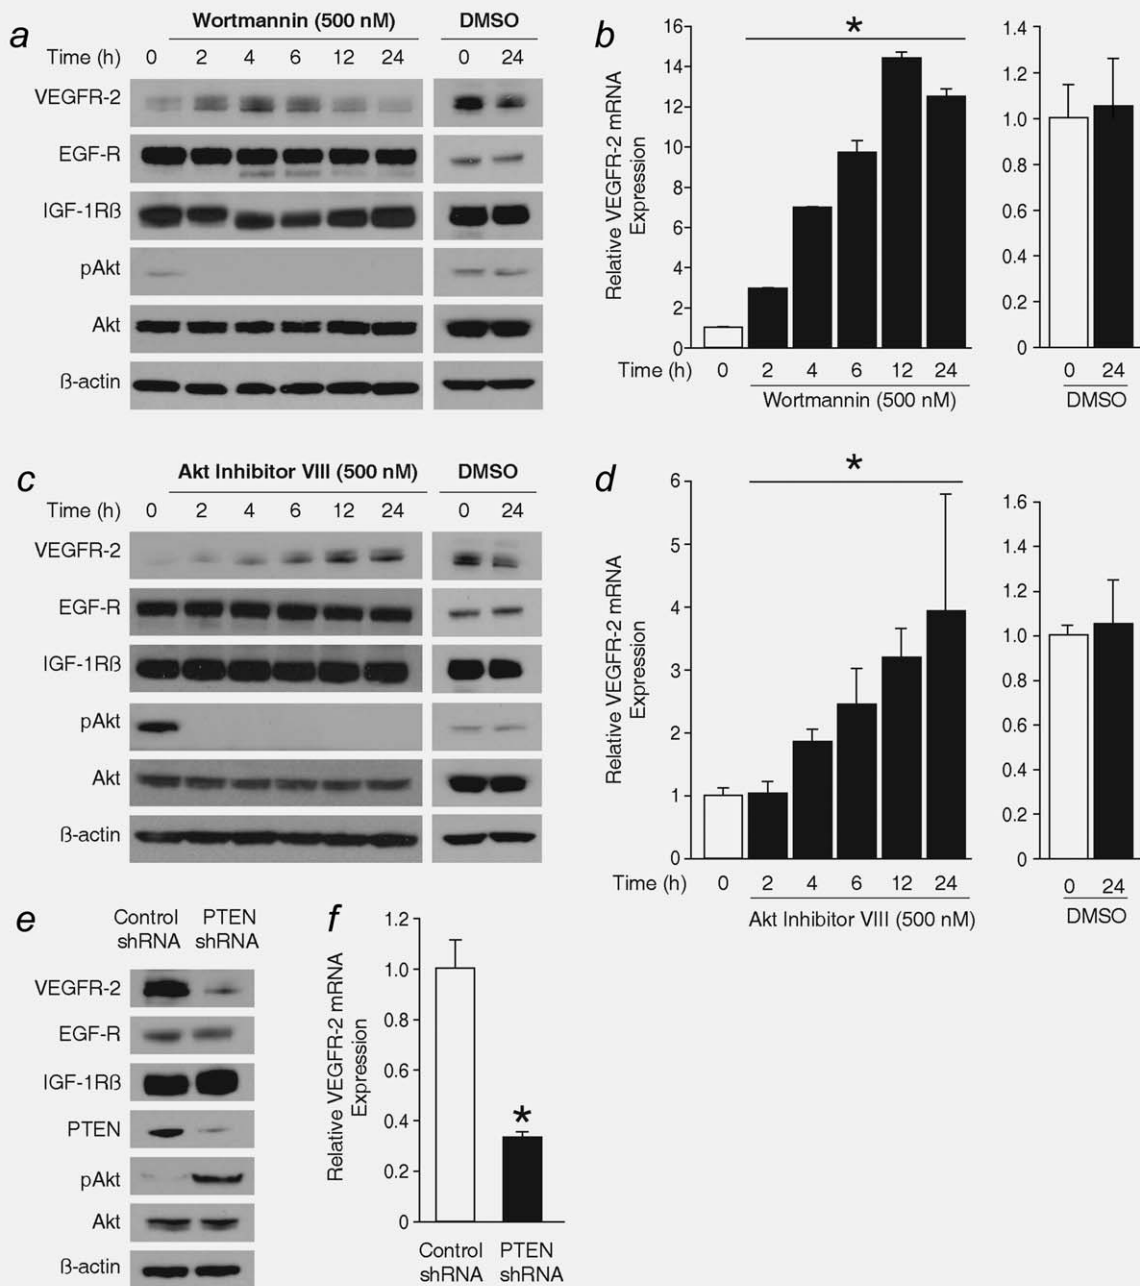 a
Wortmannin (500 nM) DMSO
Time (h) 0 2 4 6 12 24 0 24
VEGFR-2
EGF-R
IGF-1Rß
pAkt
Akt
ß-actin
b
*
Relative VEGFR-2 mRNA
Expression
16
14
12
10
8
6
4
2
0
Time (h) 0 2 4 6 12 24
Wortmannin (500 nM)
1.4
1.2
1.0
0.8
0.6
0.4
0.2
0
0 24
DMSO
c
Akt Inhibitor VIII (500 nM) DMSO
Time (h) 0 2 4 6 12 24 0 24
VEGFR-2
EGF-R
IGF-1Rß
pAkt
Akt
ß-actin
d
*
Relative VEGFR-2 mRNA
Expression
6
5
4
3
2
1
0
Time (h) 0 2 4 6 12 24
Akt Inhibitor VIII (500 nM)
1.6
1.4
1.2
1.0
0.8
0.6
0.4
0.2
0
0 24
DMSO
e
Control PTEN
shRNA shRNA
VEGFR-2
EGF-R
IGF-1Rß
PTEN
pAkt
Akt
ß-actin
f
Relative VEGFR-2 mRNA
Expression
1.2
1.0
0.8
0.6
0.4
0.2
0
*
Control PTEN
shRNA shRNA